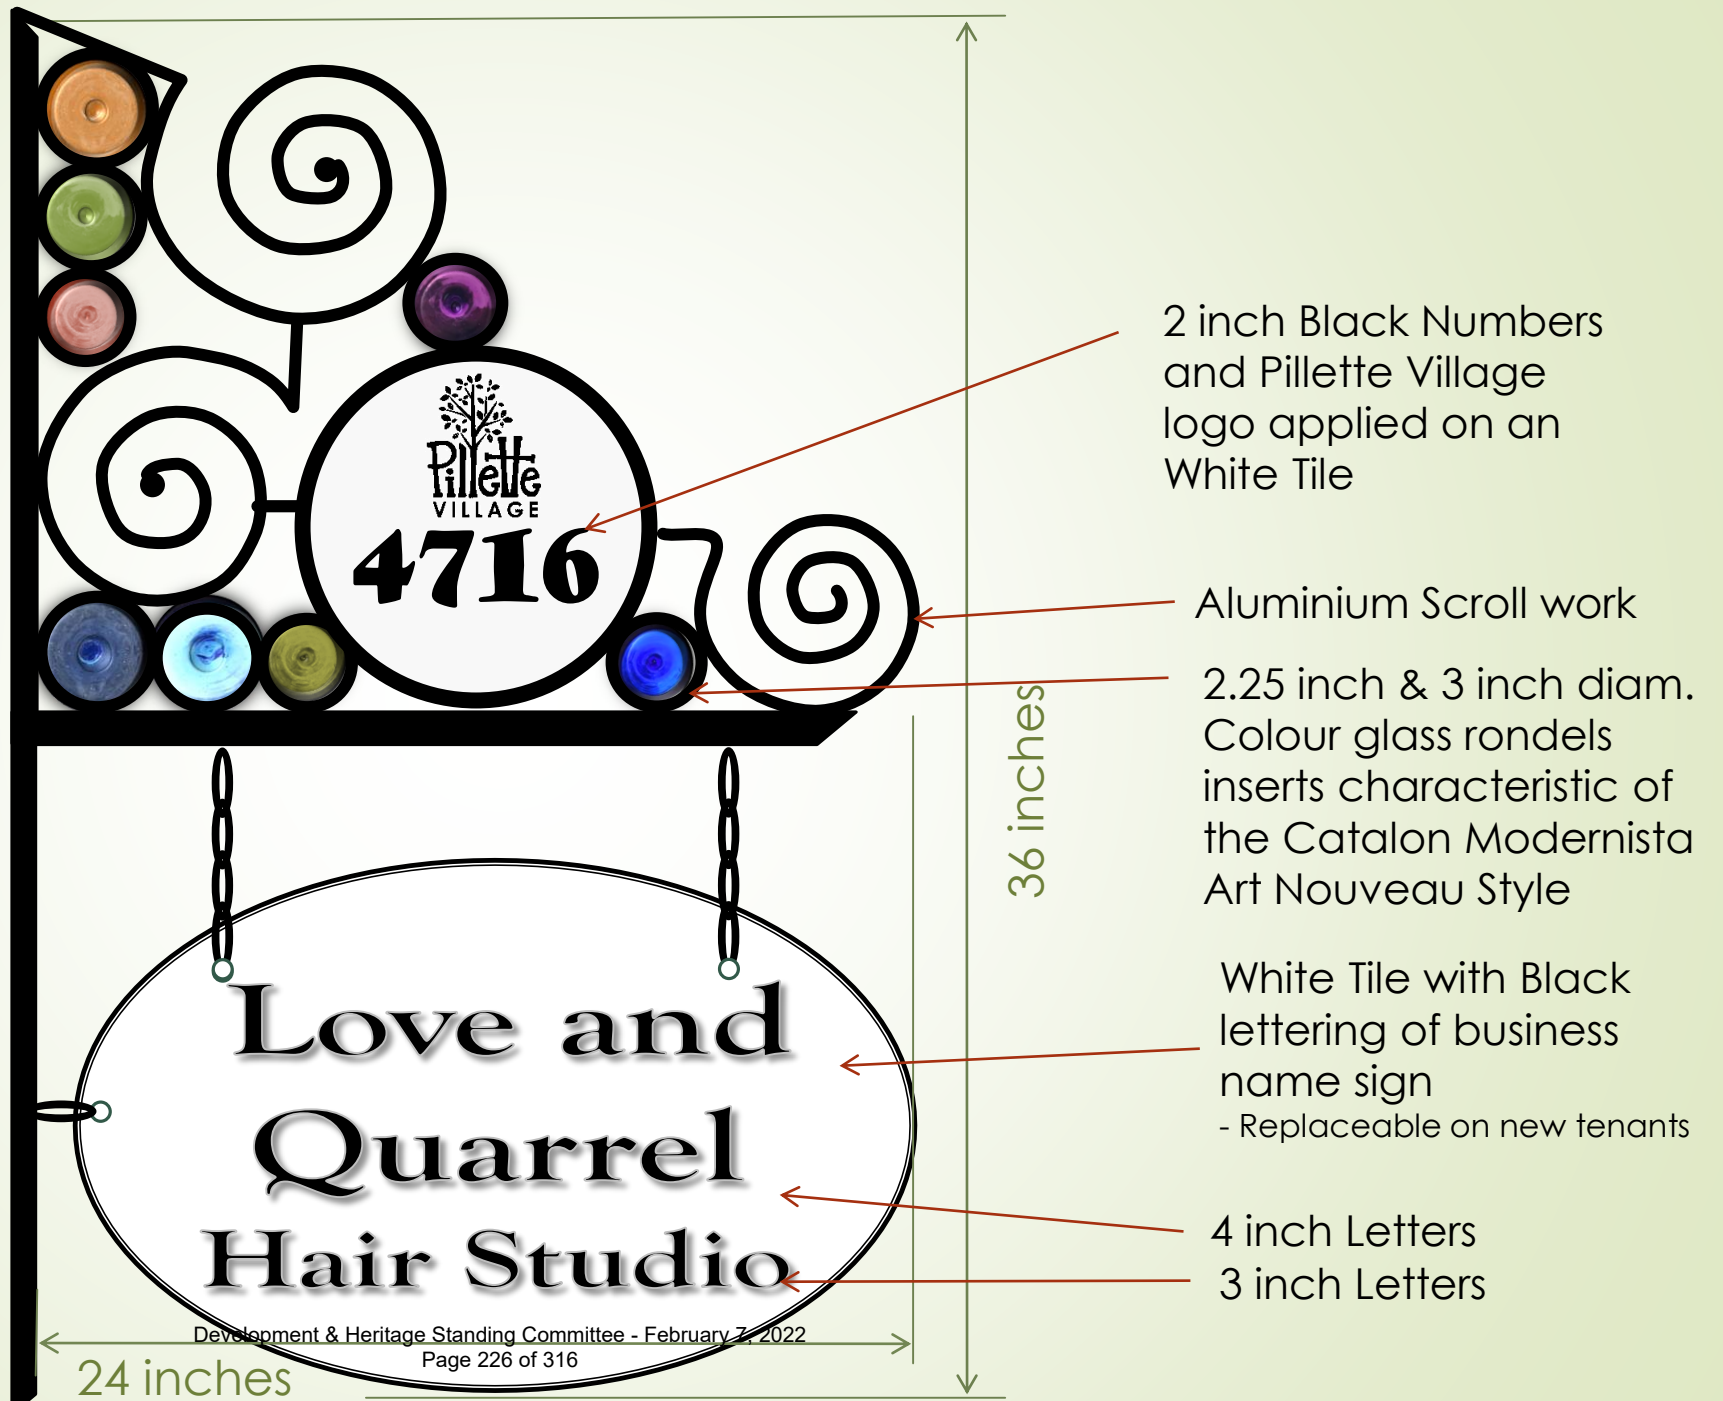 Pillette
VILLAGE
4716
2 inch Black Numbers
and Pillette Village
logo applied on an
White Tile
Aluminium Scroll work
2.25 inch & 3 inch diam.
Colour glass rondels
inserts characteristic of
the Catalon Modernista
Art Nouveau Style
36 inches
White Tile with Black
lettering of business
name sign
- Replaceable on new tenants
Love and
Quarrel
Hair Studio
4 inch Letters
3 inch Letters
Development & Heritage Standing Committee - February 7, 2022
Page 226 of 316
24 inches